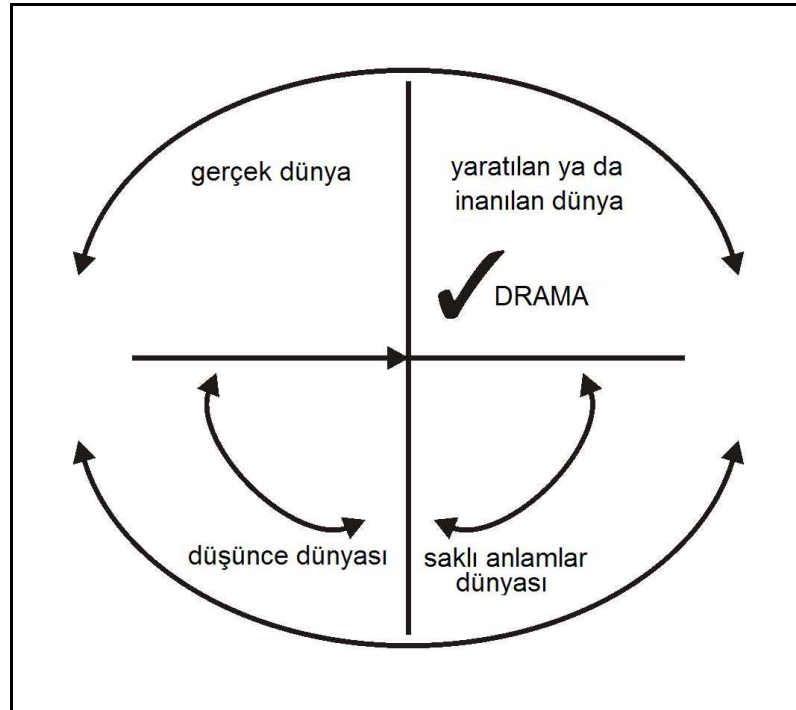 gerçek dünya
yaratılan ya da
inanılan dünya
DRAMA
düşünce dünyası
saklı anlamlar
dünyası